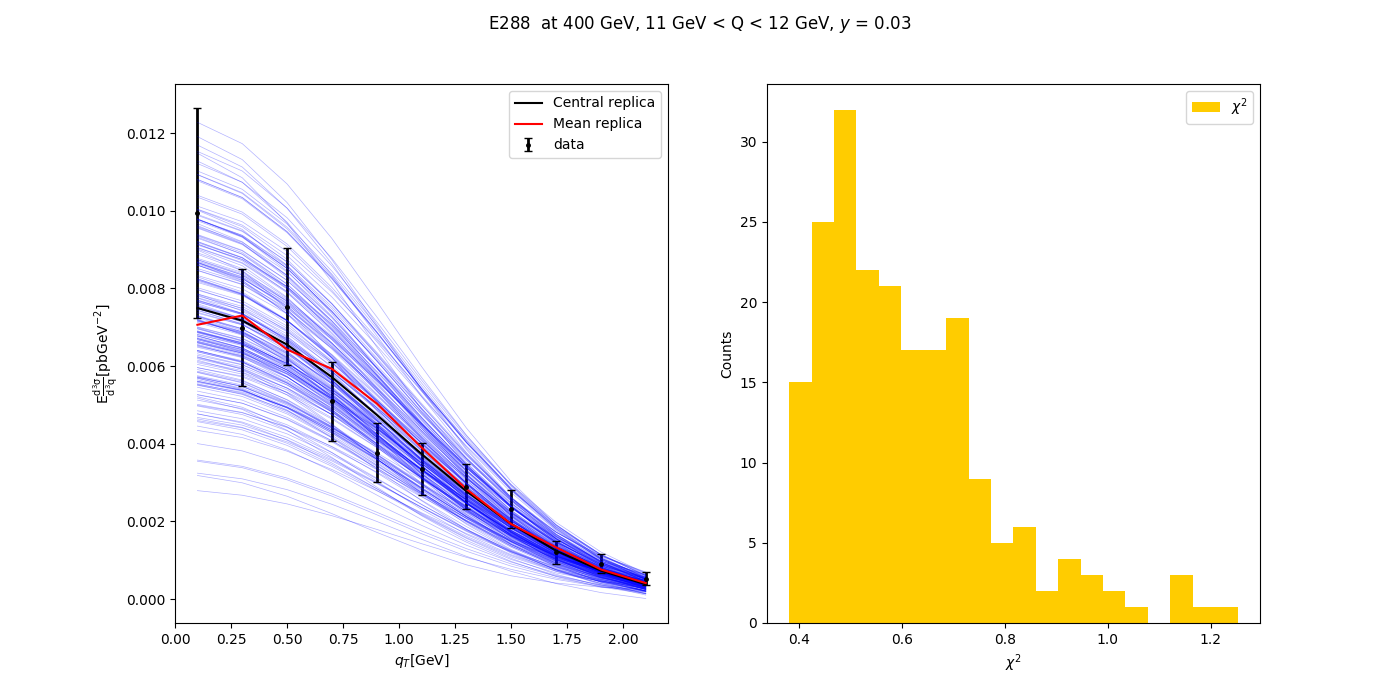 E288 at 400 GeV, 11 GeV < Q < 12 GeV, y = 0.03
Central replica
Mean replica
data
0.012
0.010
0.008
0.006
0.004
0.002
0.000
E d³σ/d³q [pbGeV⁻²]
0.00 0.25 0.50 0.75 1.00 1.25 1.50 1.75 2.00
q_T[GeV]
χ²
30
25
20
15
10
5
0
Counts
0.4 0.6 0.8 1.0 1.2
χ²